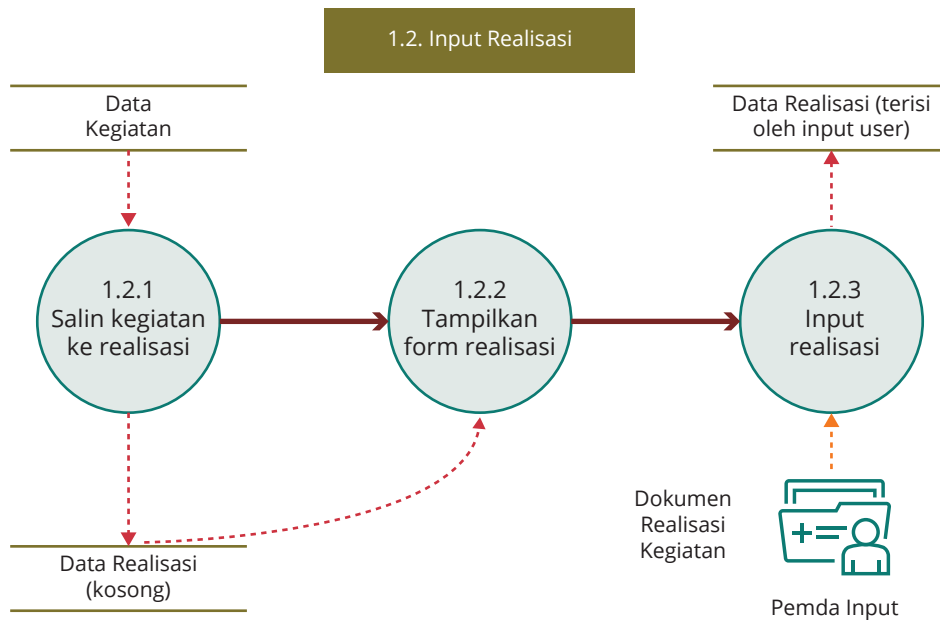 1.2. Input Realisasi
Data
Kegiatan
Data Realisasi (terisi
oleh input user)
1.2.1
Salin kegiatan
ke realisasi
1.2.2
Tampilkan
form realisasi
1.2.3
Input
realisasi
Data Realisasi
(kosong)
Dokumen
Realisasi
Kegiatan
Pemda Input